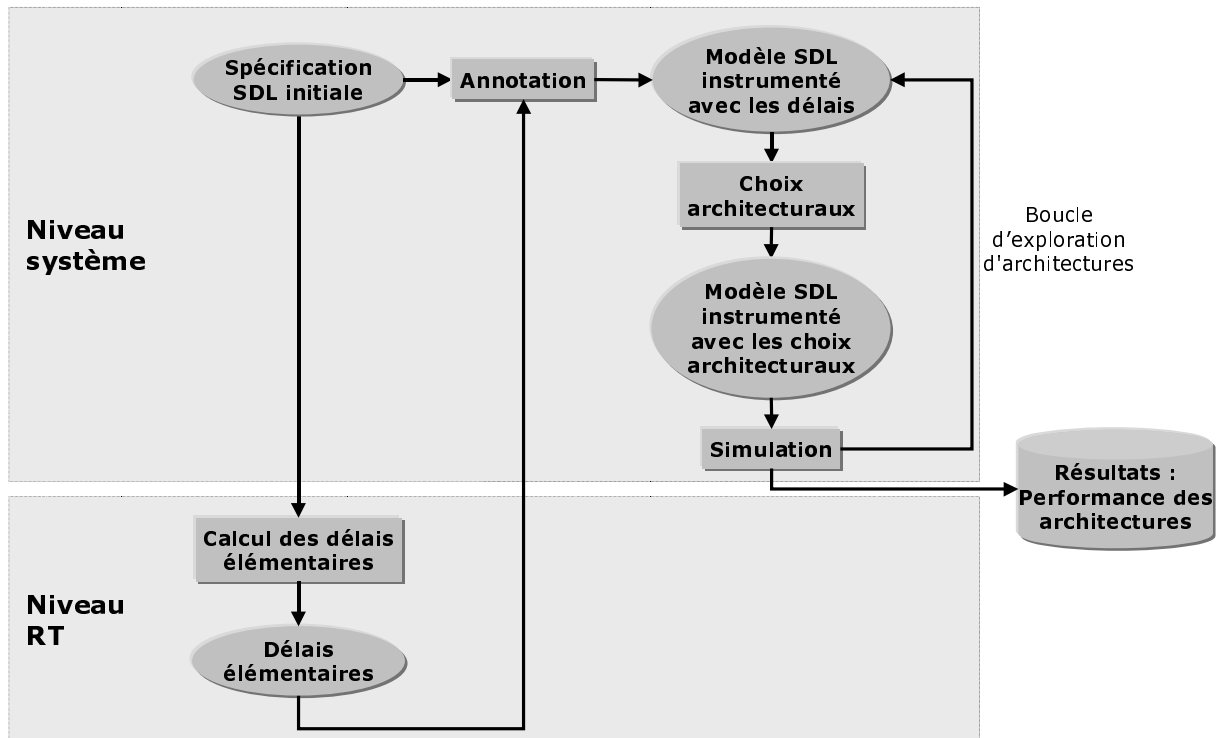 Spécification
SDL initiale
Annotation
Modèle SDL
instrumenté
avec les délais
Choix
architecturaux
Niveau
système
Boucle
d’exploration
d'architectures
Modèle SDL
instrumenté
avec les choix
architecturaux
Simulation
Résultats :
Performance des
architectures
Calcul des délais
élémentaires
Niveau
RT
Délais
élémentaires